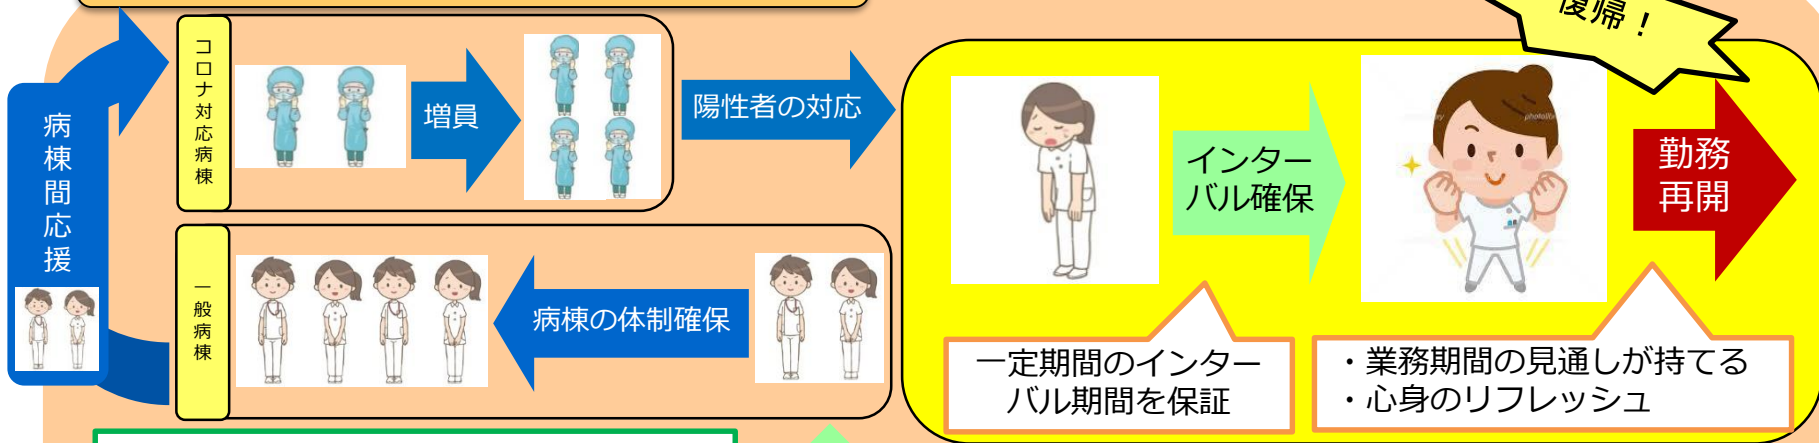 復帰！
コロナ対応病棟
増員
陽性者の対応
病棟間応援
インター
バル確保
勤務
再開
一般病棟
病棟の体制確保
一定期間のインター
バル期間を保証
・業務期間の見通しが持てる
・心身のリフレッシュ